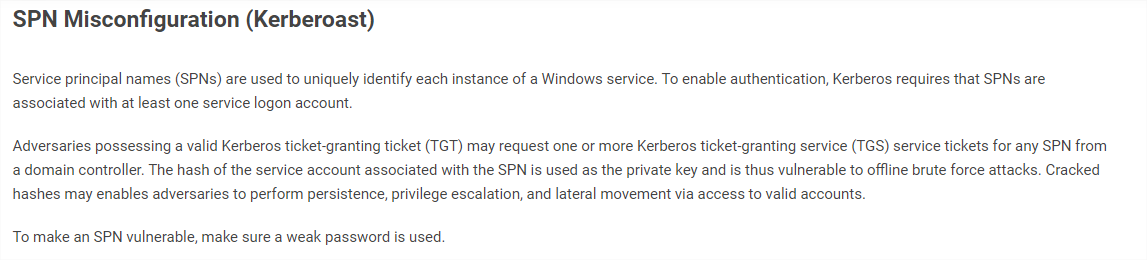 SPN Misconfiguration (Kerberoast)
Service principal names (SPNs) are used to uniquely identify each instance of a Windows service. To enable authentication, Kerberos requires that SPNs are
associated with at least one service logon account.
Adversaries possessing a valid Kerberos ticket-granting ticket (TGT) may request one or more Kerberos ticket-granting service (TGS) service tickets for any SPN from
a domain controller. The hash of the service account associated with the SPN is used as the private key and is thus vulnerable to offline brute force attacks. Cracked
hashes may enables adversaries to perform persistence, privilege escalation, and lateral movement via access to valid accounts.
To make an SPN vulnerable, make sure a weak password is used.